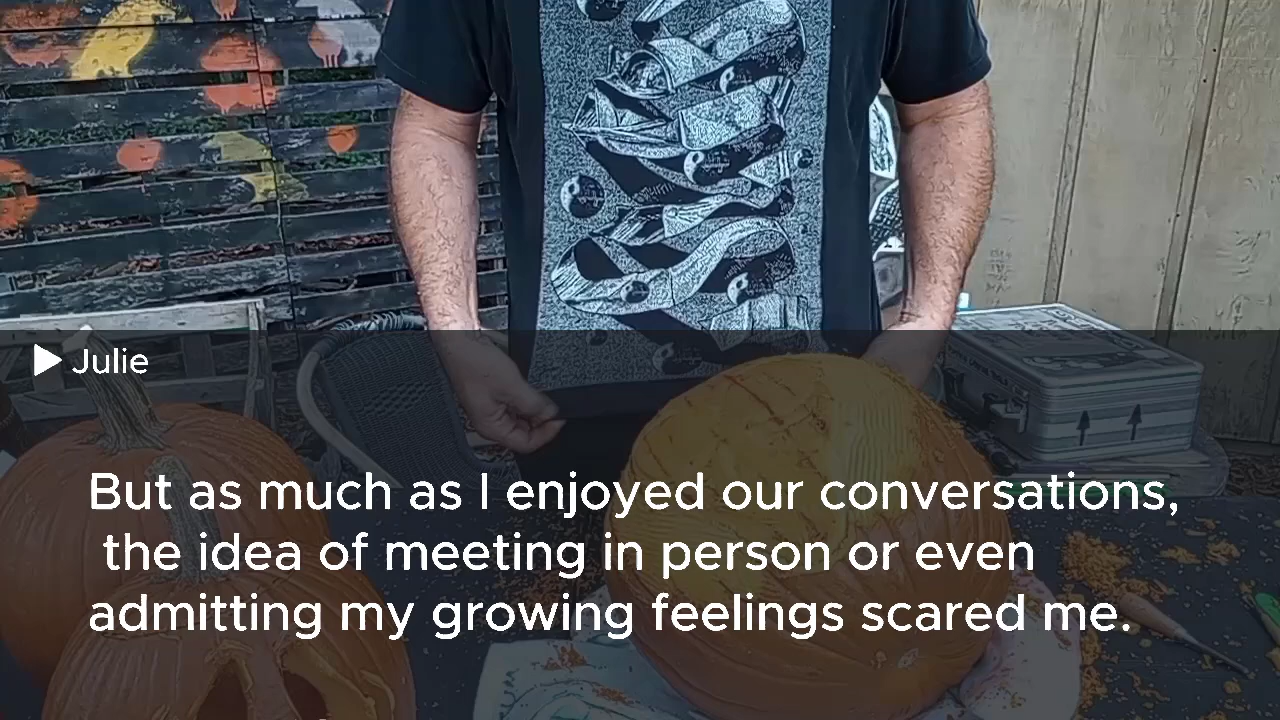 Julie
But as much as I enjoyed our conversations,
the idea of meeting in person or even
admitting my growing feelings scared me.